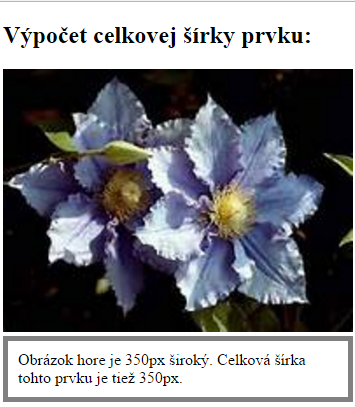 Výpočet celkovej šírky prvku:
Obrázok hore je 350px široký. Celková šírka
tohto prvku je tiež 350px.